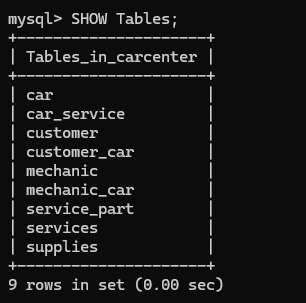 mysql> SHOW Tables;
+---------------------+
| Tables_in_carcenter |
+---------------------+
| car                 |
| car_service         |
| customer            |
| customer_car        |
| mechanic            |
| mechanic_car        |
| service_part        |
| services            |
| supplies            |
+---------------------+
9 rows in set (0.00 sec)